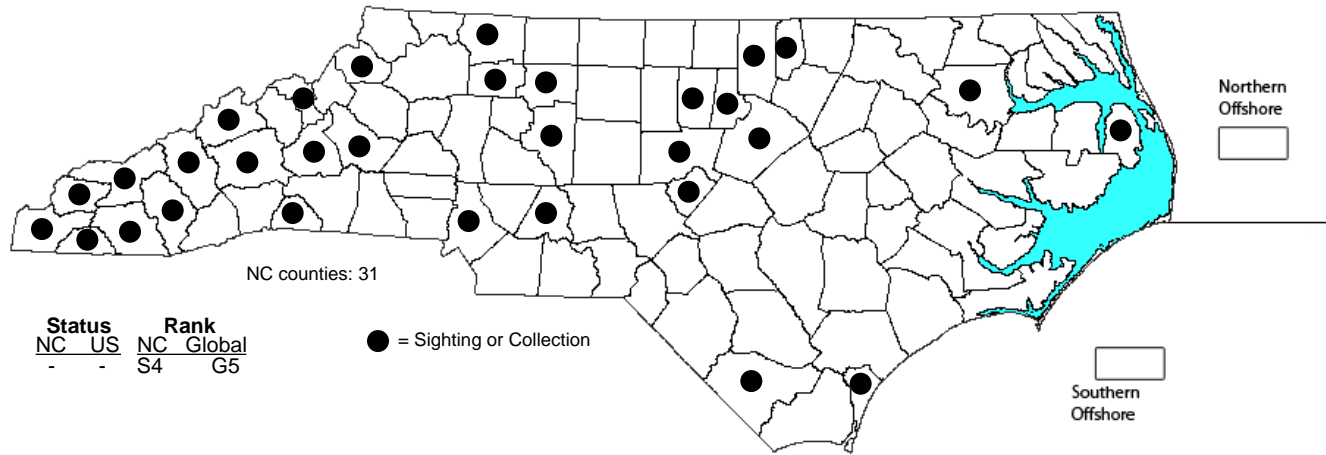 Northern
Offshore
NC counties: 31
Status Rank
NC US NC Global
- - S4 G5
= Sighting or Collection
Southern
Offshore